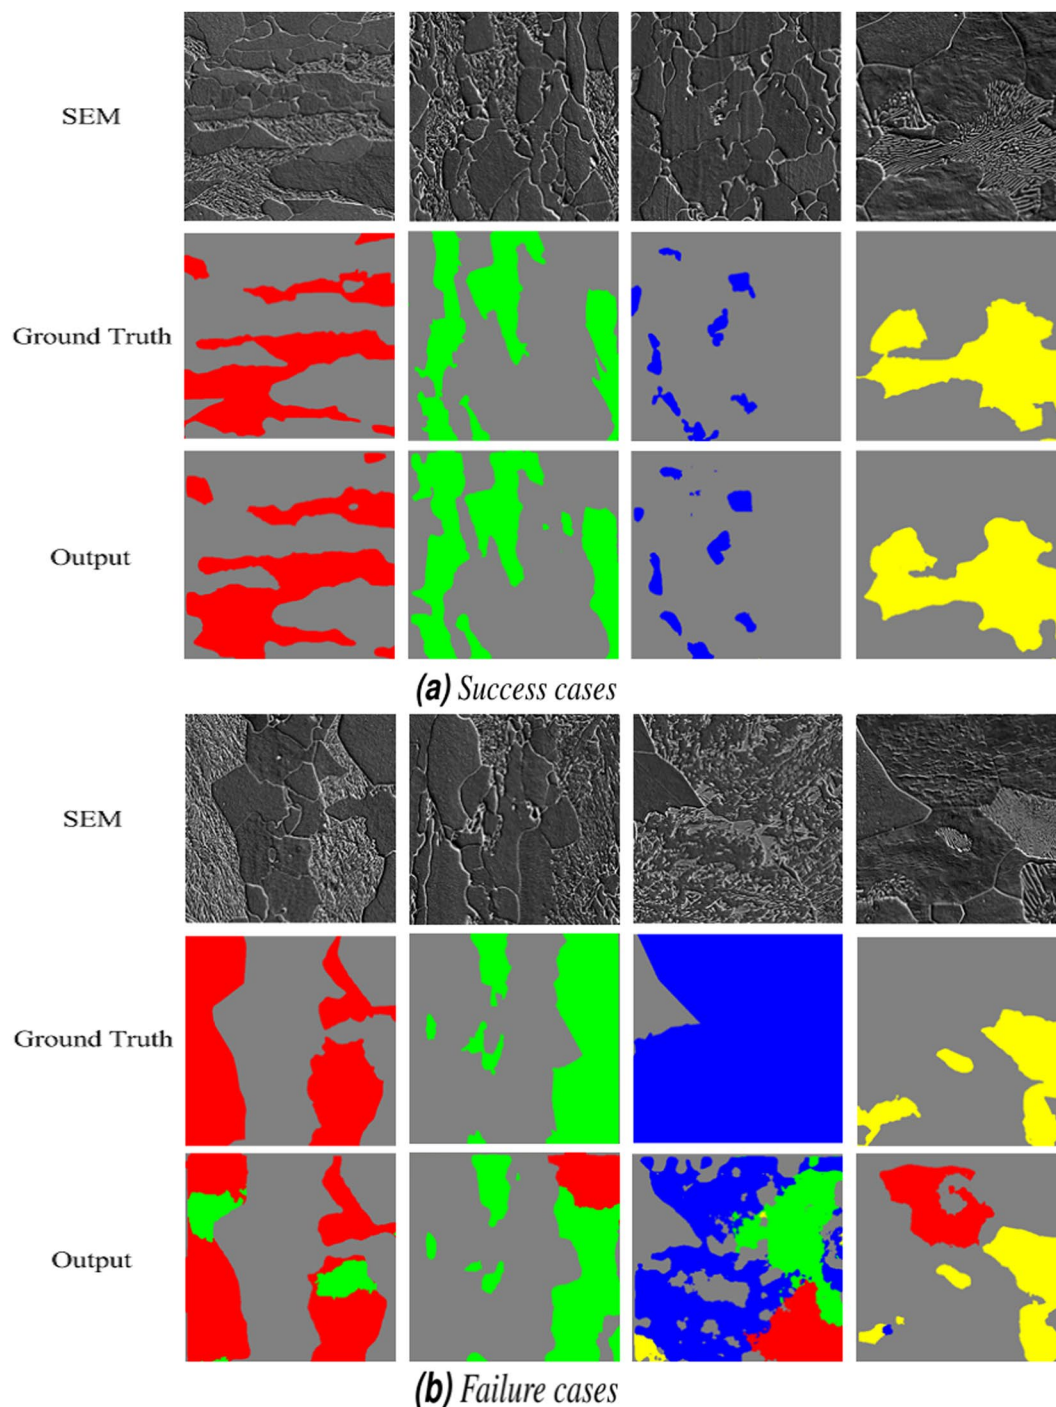 SEM
Ground Truth
Output
(a) Success cases
SEM
Ground Truth
Output
(b) Failure cases